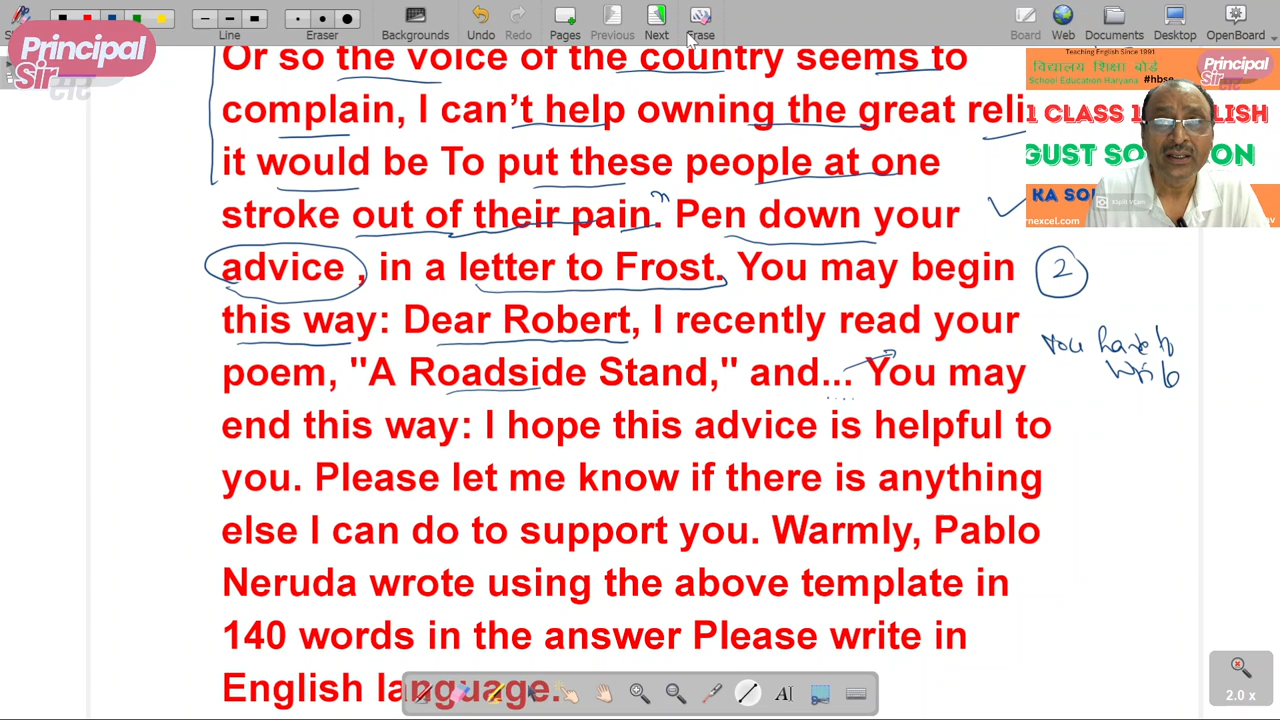 Line
Eraser
Backgrounds
Undo
Redo
Pages
Previous
Next
Erase
Board
Web
Documents
Desktop
OpenBoard
Principal
Sir
Teaching English Since 1991
विद्यालय शिक्षा बोर्ड
School Education Haryana #hbse
Principal
Sir
Or so the voice of the country seems to
complain, I can't help owning the great reli
it would be To put these people at one
stroke out of their pain." Pen down your
advice , in a letter to Frost. You may begin
2
this way: Dear Robert, I recently read your
you have to
write
poem, "A Roadside Stand," and... You may
end this way: I hope this advice is helpful to
you. Please let me know if there is anything
else I can do to support you. Warmly, Pablo
Neruda wrote using the above template in
140 words in the answer Please write in
English language.
2.0 x